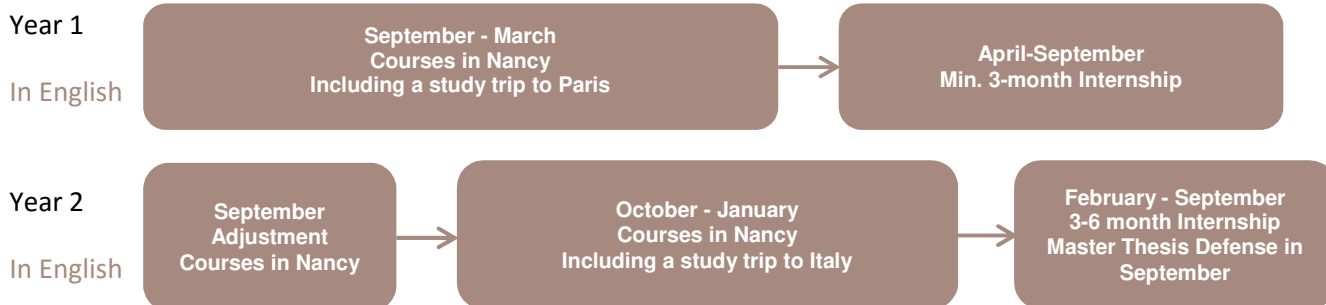 Year 1
In English
September - March
Courses in Nancy
Including a study trip to Paris
April-September
Min. 3-month Internship
Year 2
In English
September
Adjustment
Courses in Nancy
October - January
Courses in Nancy
Including a study trip to Italy
February - September
3-6 month Internship
Master Thesis Defense in
September